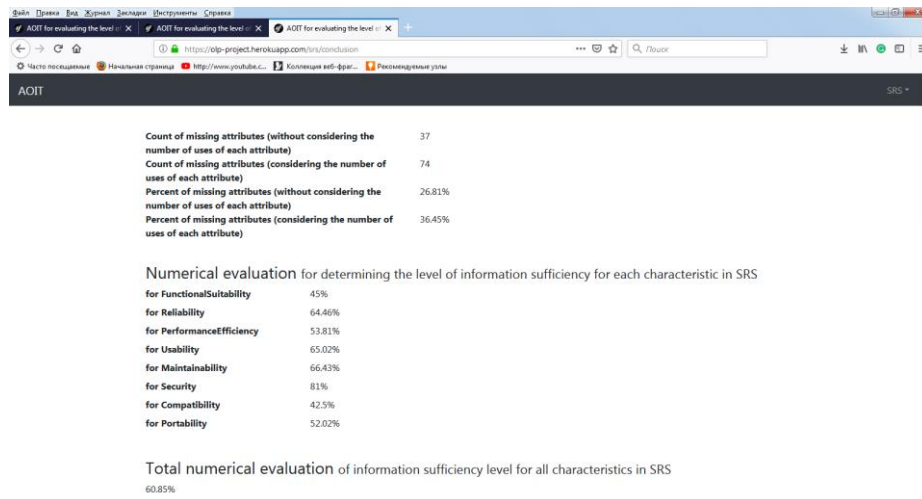 Файл Правка Вид Журнал Закладки Инструменты Справка
AOIT for evaluating the level of AOIT for evaluating the level of AOIT for evaluating the level of
https://olp-project.herokuapp.com/srs/conclusion Поиск
Часто посещаемые Начальная страница http://www.youtube.c... Коллекция веб-фраг... Рекомендуемые узлы
AOIT SRS
Count of missing attributes (without considering the 37
number of uses of each attribute)
Count of missing attributes (considering the number of 74
uses of each attribute)
Percent of missing attributes (without considering the 26.81%
number of uses of each attribute)
Percent of missing attributes (considering the number of 36.45%
uses of each attribute)
Numerical evaluation for determining the level of information sufficiency for each characteristic in SRS
for FunctionalSuitability 45%
for Reliability 64.46%
for PerformanceEfficiency 53.81%
for Usability 65.02%
for Maintainability 66.43%
for Security 81%
for Compatibility 42.5%
for Portability 52.02%
Total numerical evaluation of information sufficiency level for all characteristics in SRS
60.85%